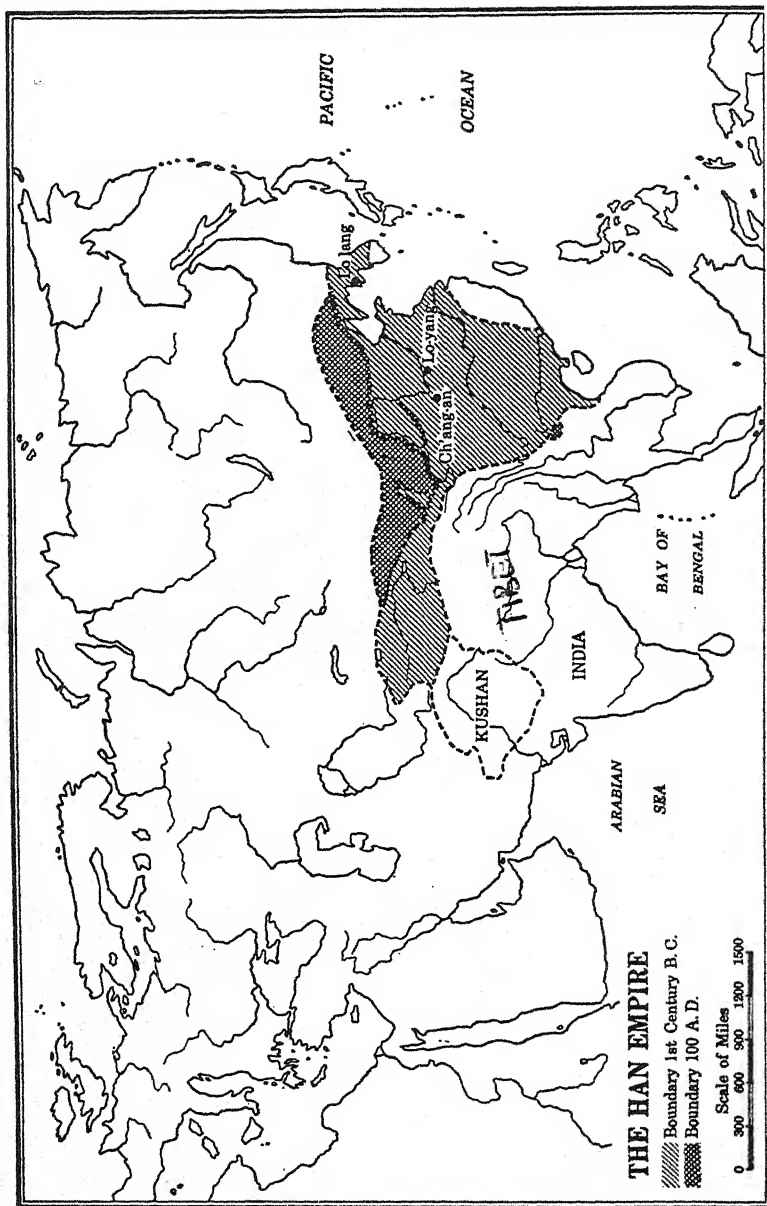 PACIFIC
OCEAN
Lo lang
Lo-yang
Ch'ang-an
TIBET
KUSHAN
INDIA
BAY OF
BENGAL
ARABIAN
SEA
THE HAN EMPIRE
Boundary 1st Century B.C.
Boundary 100 A.D.
Scale of Miles
0 300 600 900 1200 1500